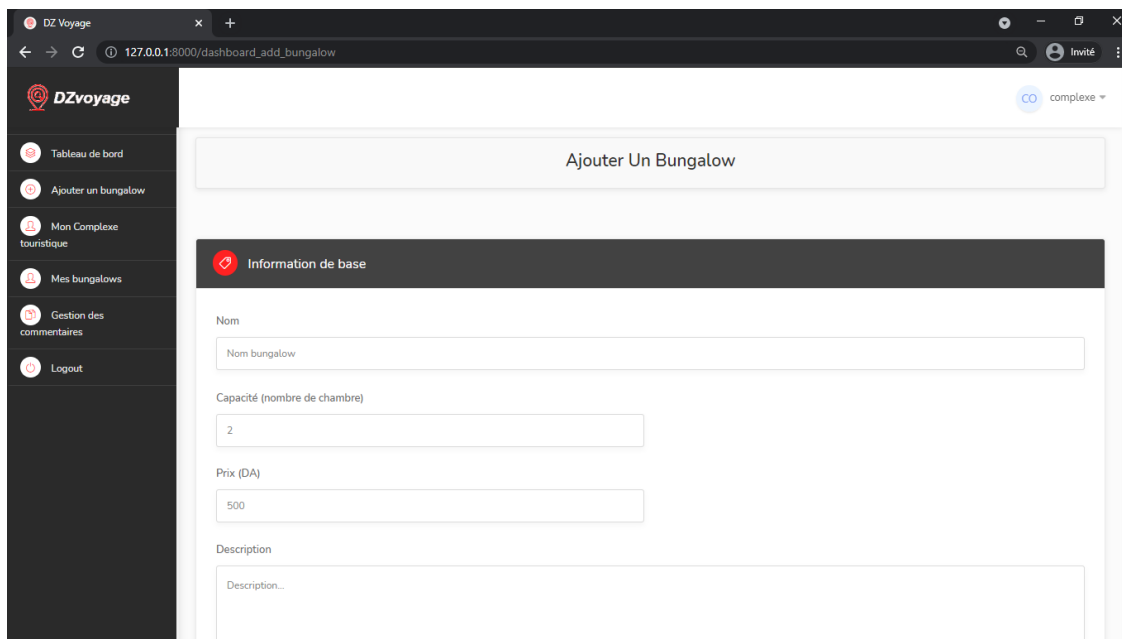 DZ Voyage
127.0.0.1:8000/dashboard_add_bungalow
Invité
DZvoyage
CO complexe
Tableau de bord
Ajouter un bungalow
Mon Complexe
touristique
Mes bungalows
Gestion des
commentaires
Logout
Ajouter Un Bungalow
Information de base
Nom
Nom bungalow
Capacité (nombre de chambre)
2
Prix (DA)
500
Description
Description...